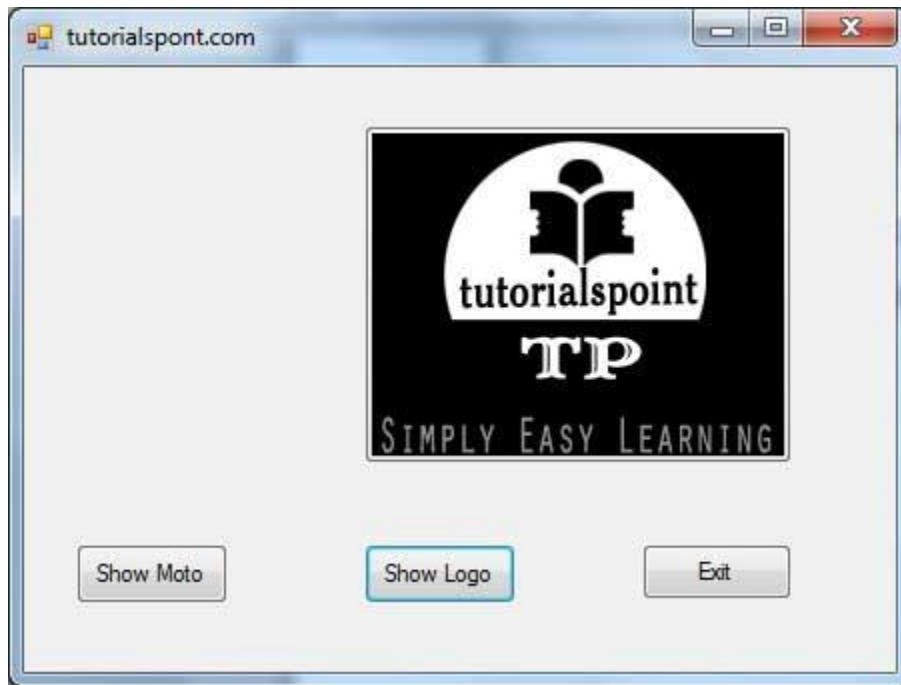 tutorialspont.com
tutorialspoint
TP
SIMPLY EASY LEARNING
Show Moto
Show Logo
Exit